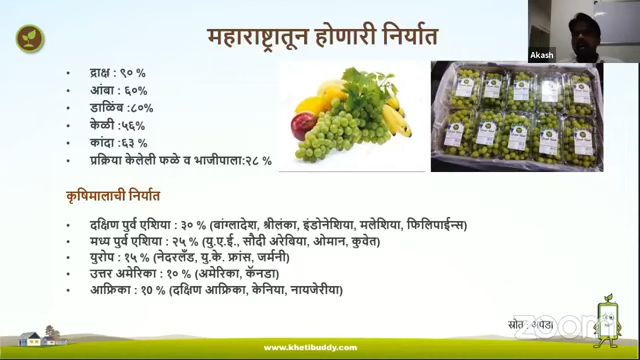 महाराष्ट्रातून होणारी निर्यात
Akash
• द्राक्ष : ९० %
• आंबा : ६०%
• डाळिंब :८०%
• केळी :५६%
• कांदा :६३ %
• प्रक्रिया केलेली फळे व भाजीपाला:२८ %
कृषिमालाची निर्यात
• दक्षिण पुर्व एशिया : ३० % (बांग्लादेश, श्रीलंका, इंडोनेशिया, मलेशिया, फिलिपाईन्स)
• मध्य पुर्व एशिया : २५ % (यु.ए.ई., सौदी अरेबिया, ओमान, कुवेत)
• युरोप : १५ % (नेदरलँड, यु.के. फ्रांस, जर्मनी)
• उत्तर अमेरिका : १० % (अमेरिका, कॅनडा)
• आफ्रिका : १० % (दक्षिण आफ्रिका, केनिया, नायजेरीया)
स्रोत : अपेडा
zoom
www.khetibuddy.com